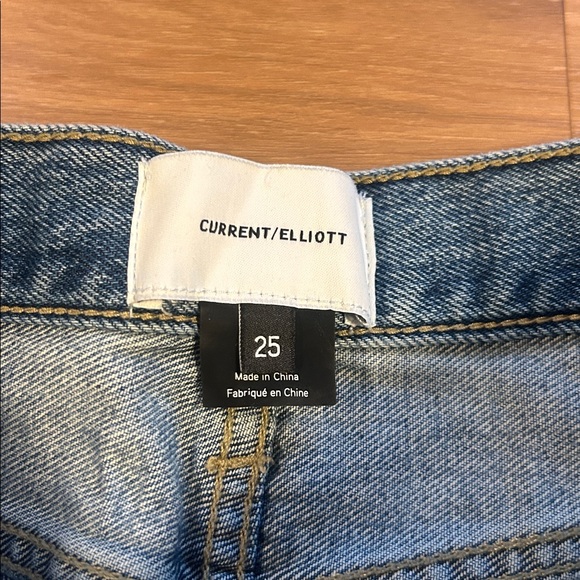 CURRENT/ELLIOTT
25
Made in China
Fabriqué en Chine